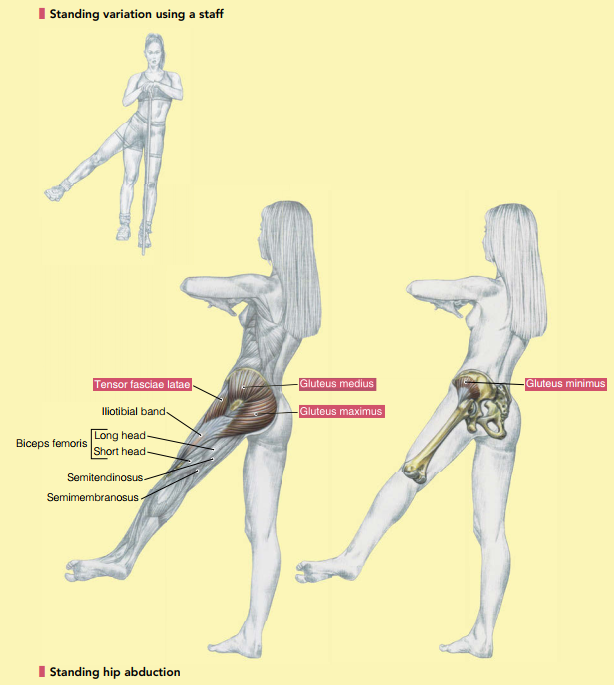 Standing variation using a staff
Tensor fasciae latae
Gluteus medius
Gluteus minimus
Iliotibial band
Gluteus maximus
Biceps femoris
Long head
Short head
Semitendinosus
Semimembranosus
Standing hip abduction